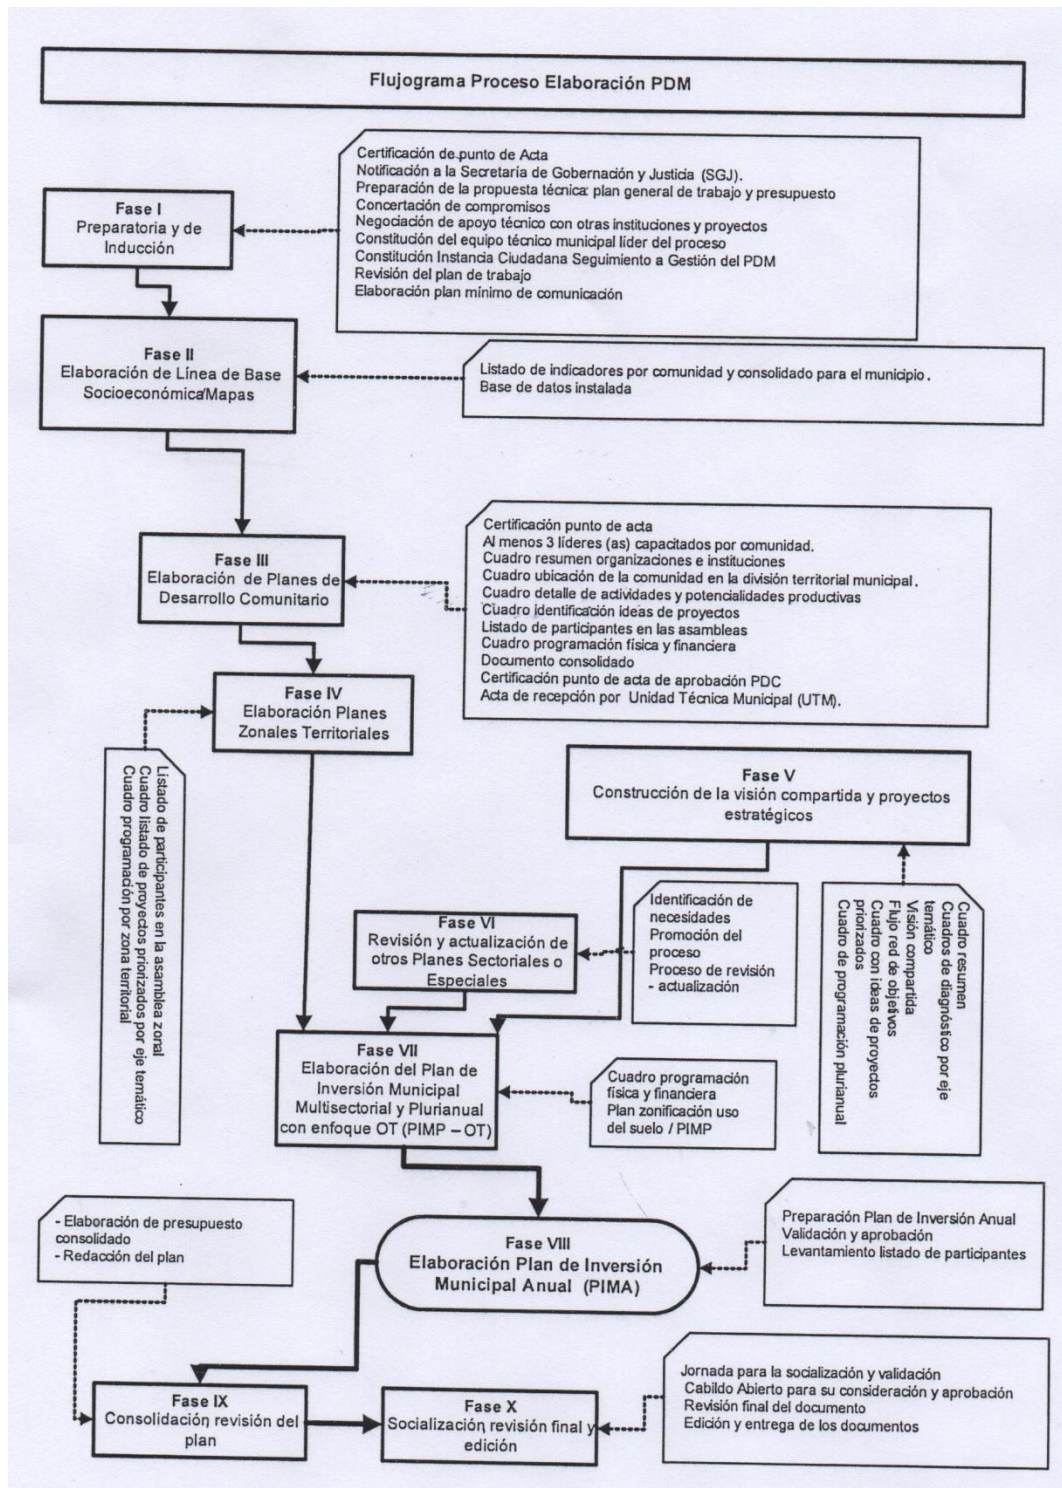 Flujograma Proceso Elaboración PDM
Certificación de punto de Acta
Notificación a la Secretaría de Gobernación y Justicia (SGJ).
Preparación de la propuesta técnica: plan general de trabajo y presupuesto
Concertación de compromisos
Negociación de apoyo técnico con otras instituciones y proyectos
Constitución del equipo técnico municipal líder del proceso
Constitución Instancia Ciudadana Seguimiento a Gestión del PDM
Revisión del plan de trabajo
Elaboración plan mínimo de comunicación
Fase I
Preparatoria y de
Inducción
Fase II
Elaboración de Línea de Base
Socioeconómica/Mapas
Listado de indicadores por comunidad y consolidado para el municipio.
Base de datos instalada
Fase III
Elaboración de Planes de
Desarrollo Comunitario
Certificación punto de acta
Al menos 3 líderes (as) capacitados por comunidad.
Cuadro resumen organizaciones e instituciones
Cuadro ubicación de la comunidad en la división territorial municipal.
Cuadro detalle de actividades y potencialidades productivas
Cuadro identificación ideas de proyectos
Listado de participantes en las asambleas
Cuadro programación física y financiera
Documento consolidado
Certificación punto de acta de aprobación PDC
Acta de recepción por Unidad Técnica Municipal (UTM).
Fase IV
Elaboración Planes
Zonales Territoriales
Listado de participantes en la asamblea zonal
Cuadro listado de proyectos priorizados por eje temático
Cuadro programación por zona territorial
Fase V
Construcción de la visión compartida y proyectos
estratégicos
Cuadro resumen
Cuadros de diagnóstico por eje
temático
Visión compartida
Flujo red de objetivos
Cuadro con ideas de proyectos
priorizados
Cuadro de programación plurianual
Fase VI
Revisión y actualización de
otros Planes Sectoriales o
Especiales
Identificación de
necesidades
Promoción del
proceso
Proceso de revisión
- actualización
Fase VII
Elaboración del Plan de
Inversión Municipal
Multisectorial y Plurianual
con enfoque OT (PIMP – OT)
Cuadro programación
física y financiera
Plan zonificación uso
del suelo / PIMP
- Elaboración de presupuesto
consolidado
- Redacción del plan
Fase VIII
Elaboración Plan de Inversión
Municipal Anual (PIMA)
Preparación Plan de Inversión Anual
Validación y aprobación
Levantamiento listado de participantes
Fase IX
Consolidación, revisión del
plan
Fase X
Socialización, revisión final y
edición
Jornada para la socialización y validación
Cabildo Abierto para su consideración y aprobación
Revisión final del documento
Edición y entrega de los documentos